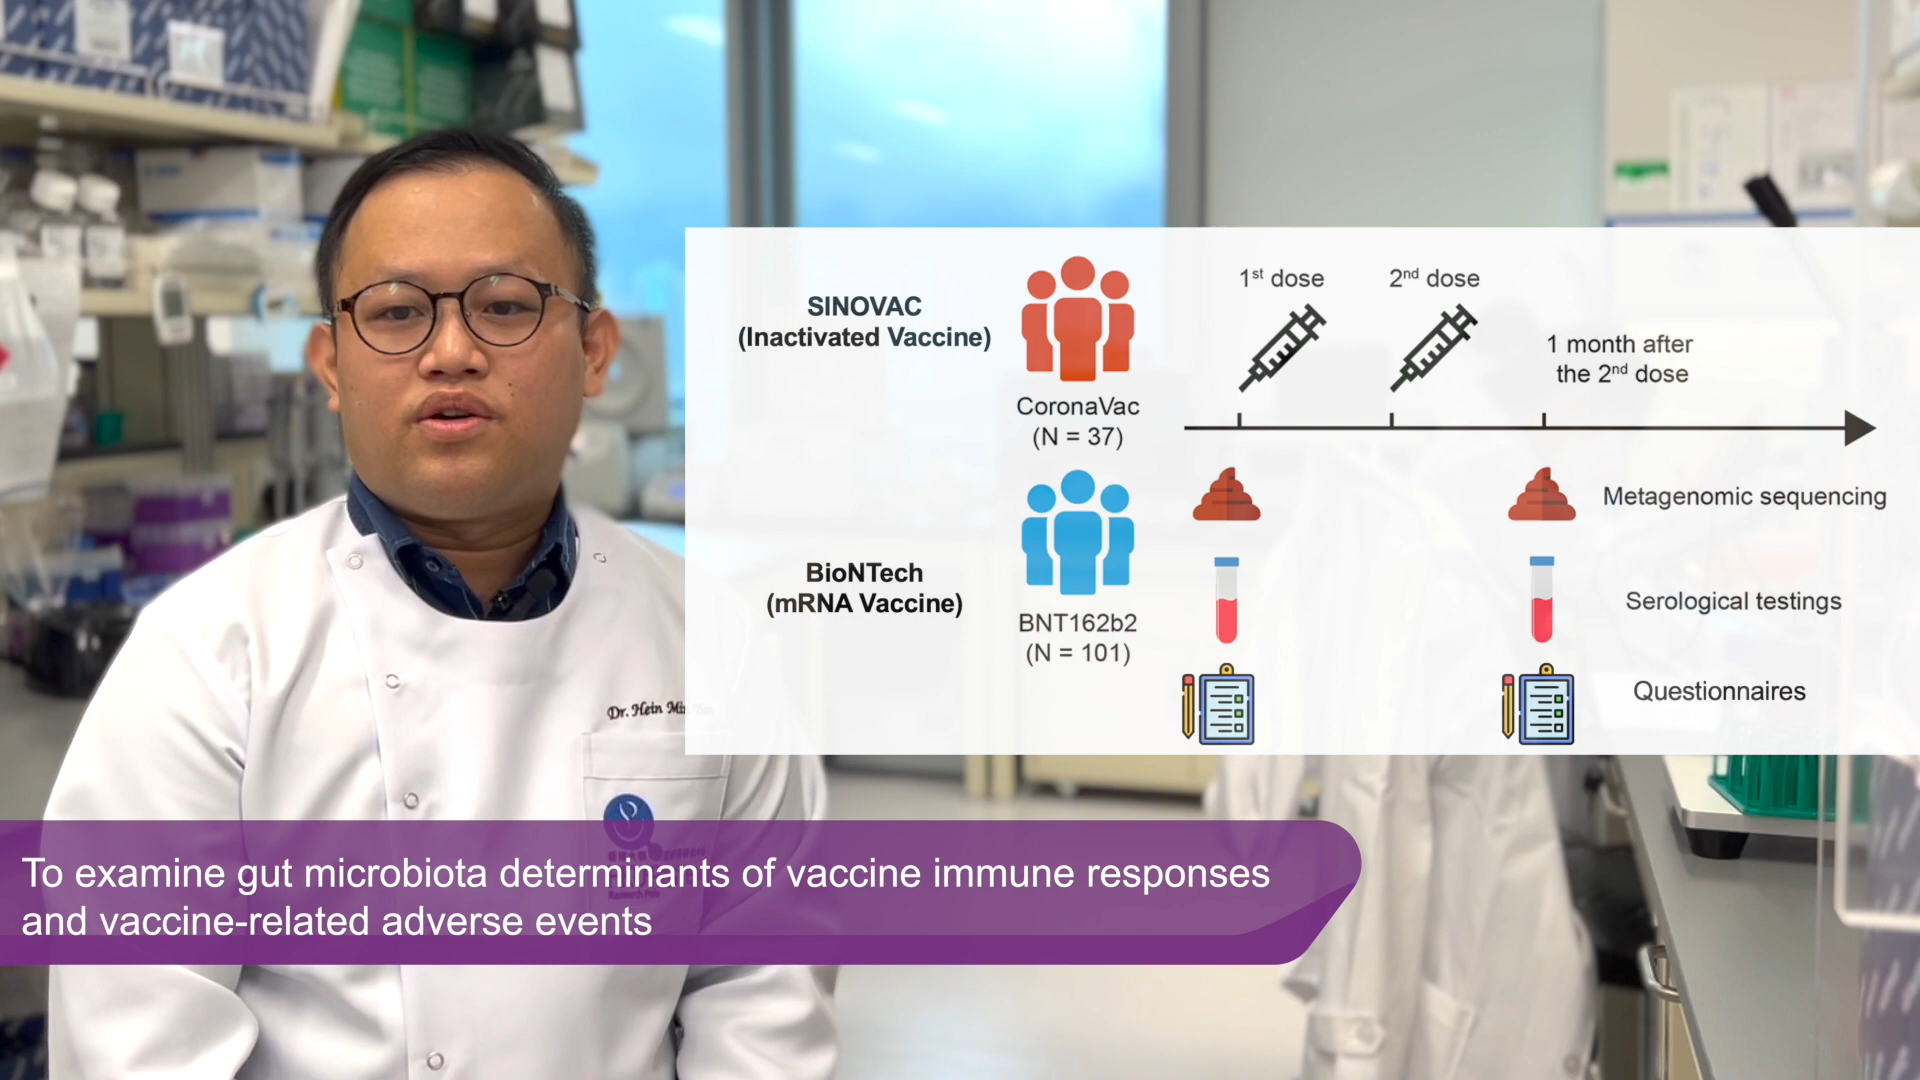 SINOVAC
(Inactivated Vaccine)
CoronaVac
(N = 37)
BioNTech
(mRNA Vaccine)
BNT162b2
(N = 101)
1st dose
2nd dose
1 month after
the 2nd dose
Metagenomic sequencing
Serological testings
Questionnaires
Dr. Hein Min
To examine gut microbiota determinants of vaccine immune responses
and vaccine-related adverse events